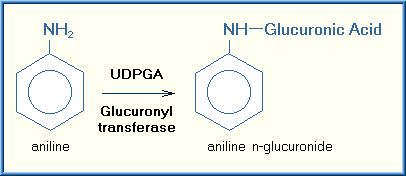 NH₂
NH—Glucuronic Acid
UDPGA
Glucuronyl
transferase
aniline
aniline n-glucuronide